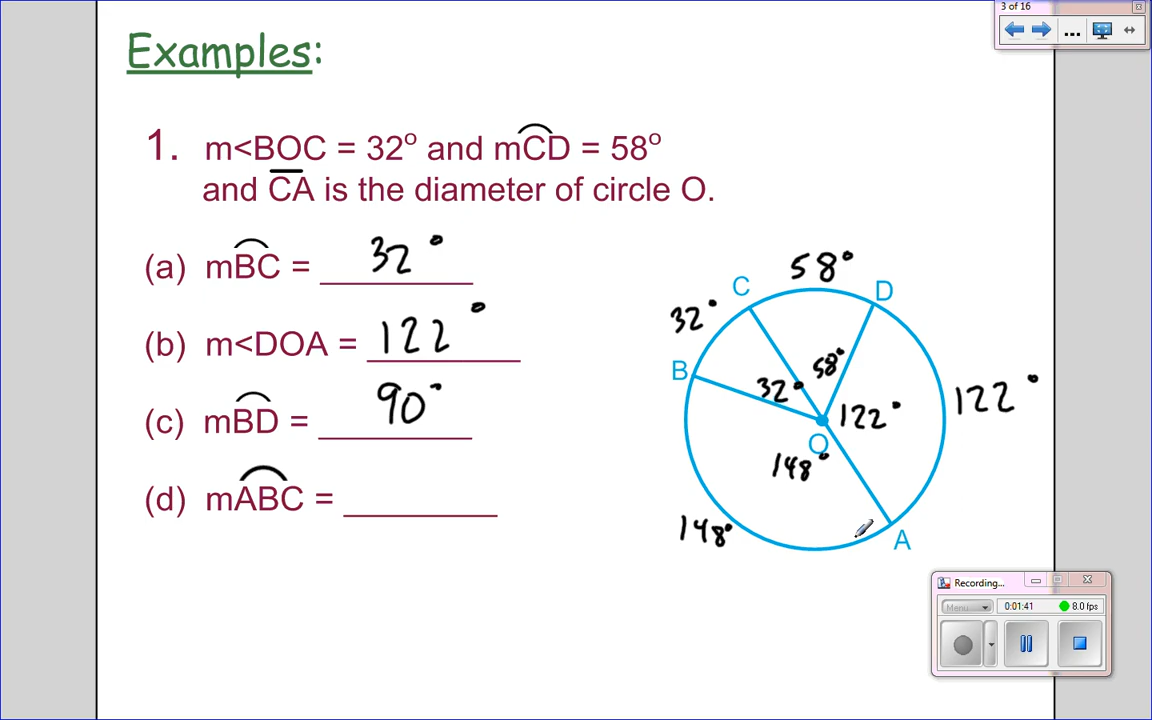 3 of 16
Examples:
1. m<BOC = 32° and mCD = 58°
and CA is the diameter of circle O.
(a) mBC = 32°
(b) m<DOA = 122°
(c) mBD = 90°
(d) mABC = ________
58°
C
D
32°
B
58°
32°
122°
122°
O
148°
148°
A
Recording...
Menu
0:01:41
8.0 fps